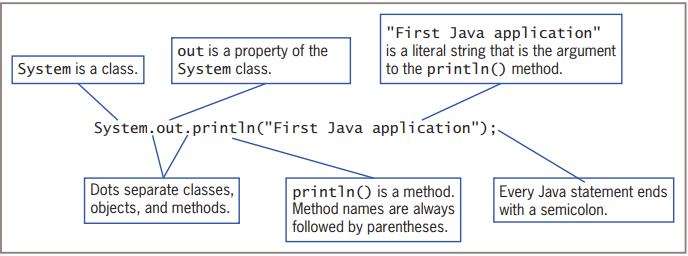 "First Java application"
is a literal string that is the argument
to the println() method.
out is a property of the
System class.
System is a class.
System.out.println("First Java application");
Dots separate classes,
objects, and methods.
println() is a method.
Method names are always
followed by parentheses.
Every Java statement ends
with a semicolon.